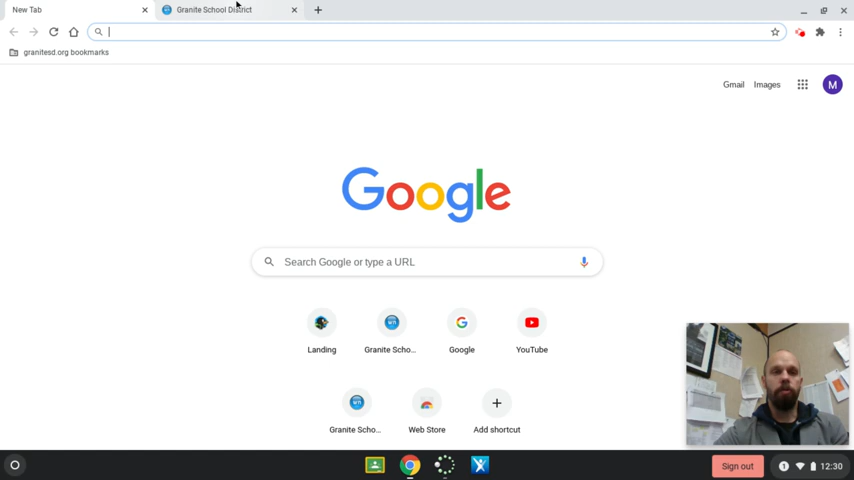 New Tab
Granite School District
granitesd.org bookmarks
Gmail
Images
M
Google
Search Google or type a URL
Landing
Granite Scho...
Google
YouTube
Granite Scho...
Web Store
Add shortcut
Sign out
1
12:30